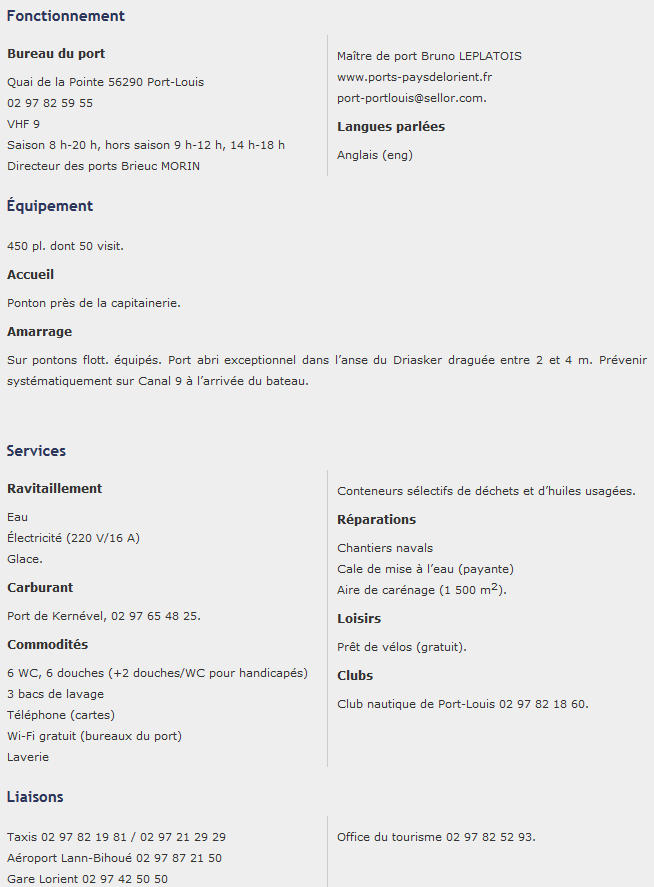 Fonctionnement
Bureau du port
Quai de la Pointe 56290 Port-Louis
02 97 82 59 55
VHF 9
Saison 8 h-20 h, hors saison 9 h-12 h, 14 h-18 h
Directeur des ports Brieuc MORIN
Maître de port Bruno LEPLATOIS
www.ports-paysdelorient.fr
port-portlouis@sellor.com.
Langues parlées
Anglais (eng)
Équipement
450 pl. dont 50 visit.
Accueil
Ponton près de la capitainerie.
Amarrage
Sur pontons flott. équipés. Port abri exceptionnel dans l’anse du Driasker draguée entre 2 et 4 m. Prévenir
systématiquement sur Canal 9 à l’arrivée du bateau.
Services
Ravitaillement
Eau
Électricité (220 V/16 A)
Glace.
Carburant
Port de Kernével, 02 97 65 48 25.
Commodités
6 WC, 6 douches (+2 douches/WC pour handicapés)
3 bacs de lavage
Téléphone (cartes)
Wi-Fi gratuit (bureaux du port)
Laverie
Conteneurs sélectifs de déchets et d’huiles usagées.
Réparations
Chantiers navals
Cale de mise à l’eau (payante)
Aire de carénage (1 500 m2).
Loisirs
Prêt de vélos (gratuit).
Clubs
Club nautique de Port-Louis 02 97 82 18 60.
Liaisons
Taxis 02 97 82 19 81 / 02 97 21 29 29
Aéroport Lann-Bihoué 02 97 87 21 50
Gare Lorient 02 97 42 50 50
Office du tourisme 02 97 82 52 93.